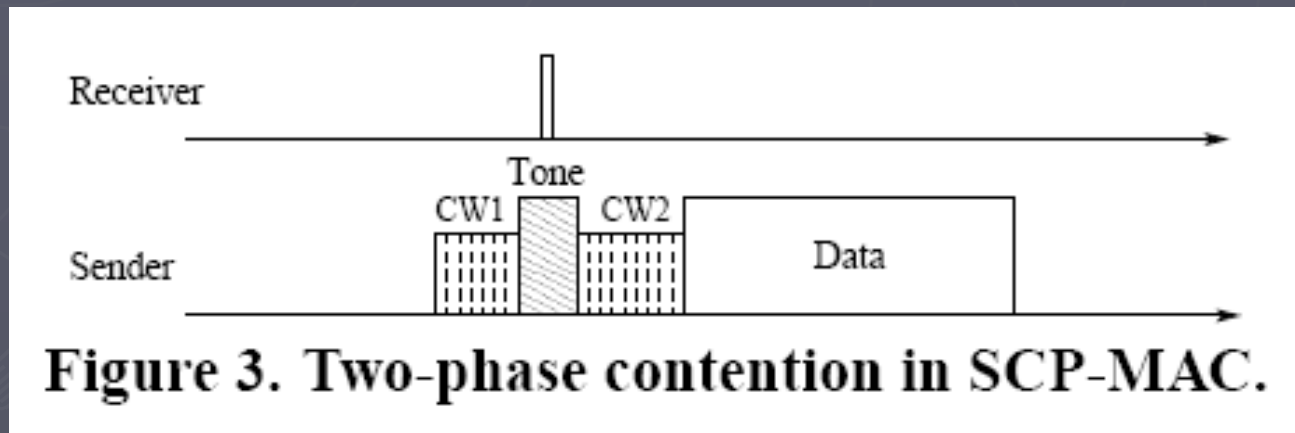 Receiver
Tone
CW1 CW2
Data
Sender
Figure 3. Two-phase contention in SCP-MAC.